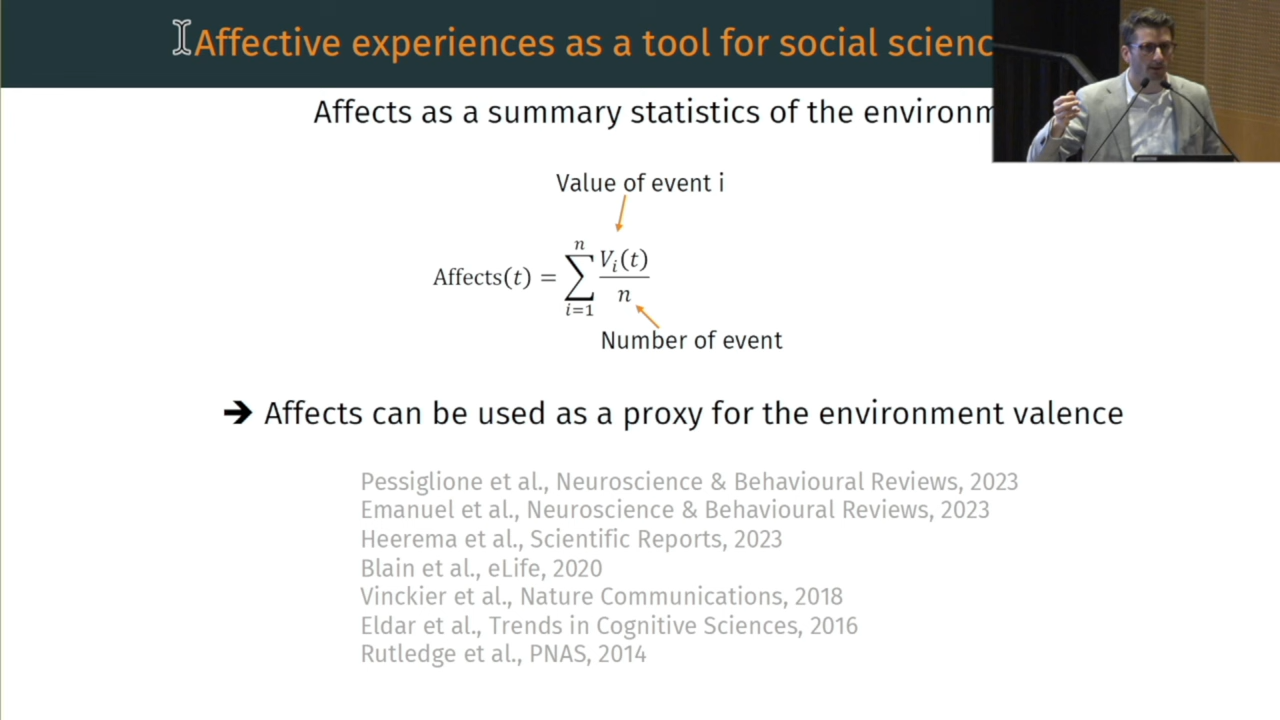 Affective experiences as a tool for social scienc
Affects as a summary statistics of the environm
Value of event i
Affects(t) = \sum_{i=1}^{n} \frac{V_i(t)}{n}
Number of event
➔ Affects can be used as a proxy for the environment valence
Pessiglione et al., Neuroscience & Behavioural Reviews, 2023
Emanuel et al., Neuroscience & Behavioural Reviews, 2023
Heerema et al., Scientific Reports, 2023
Blain et al., eLife, 2020
Vinckier et al., Nature Communications, 2018
Eldar et al., Trends in Cognitive Sciences, 2016
Rutledge et al., PNAS, 2014